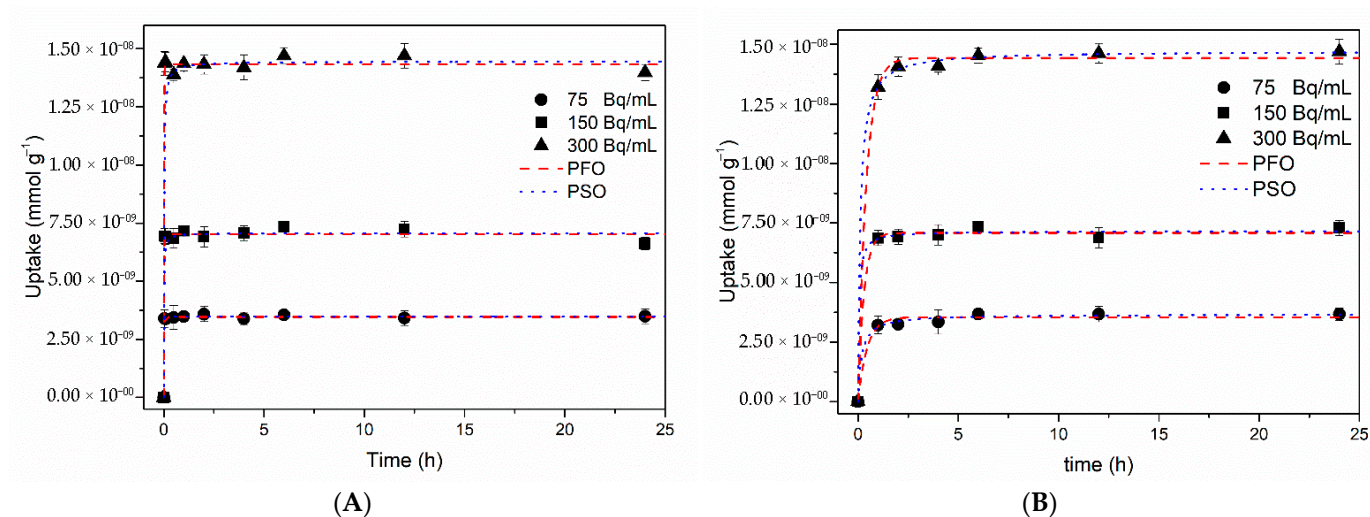 Uptake (mmol g⁻¹)
1.50 × 10⁻⁰⁸
1.25 × 10⁻⁰⁸
1.00 × 10⁻⁰⁸
7.50 × 10⁻⁰⁹
5.00 × 10⁻⁰⁹
2.50 × 10⁻⁰⁹
0.00 × 10⁻⁰⁰
75 Bq/mL
150 Bq/mL
300 Bq/mL
PFO
PSO
0 5 10 15 20 25
Time (h)
(A)
Uptake (mmol g⁻¹)
1.50 × 10⁻⁰⁸
1.25 × 10⁻⁰⁸
1.00 × 10⁻⁰⁸
7.50 × 10⁻⁰⁹
5.00 × 10⁻⁰⁹
2.50 × 10⁻⁰⁹
0.00 × 10⁻⁰⁰
75 Bq/mL
150 Bq/mL
300 Bq/mL
PFO
PSO
0 5 10 15 20 25
time (h)
(B)